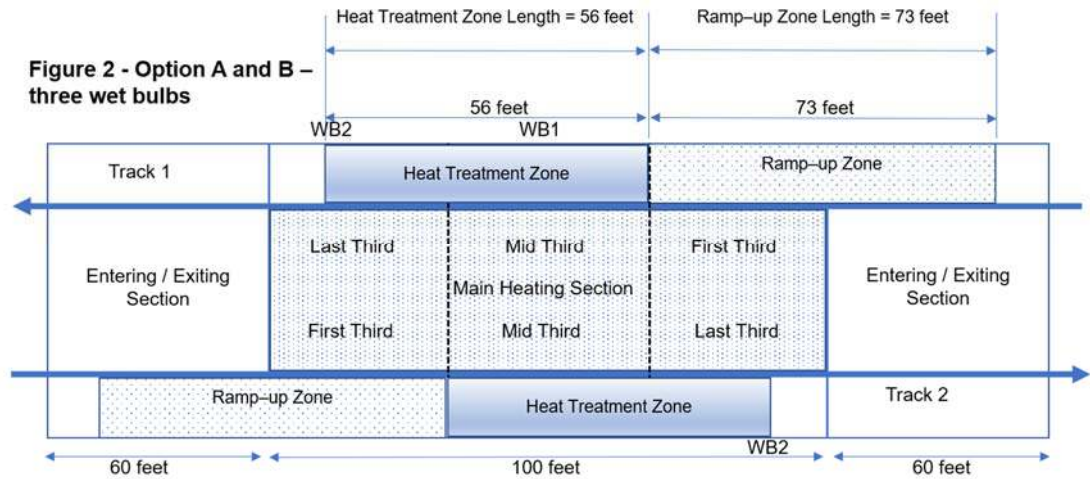 Heat Treatment Zone Length = 56 feet
Ramp–up Zone Length = 73 feet
Figure 2 - Option A and B –
three wet bulbs
56 feet
73 feet
WB2
WB1
Track 1
Heat Treatment Zone
Ramp–up Zone
Last Third
Mid Third
First Third
Entering / Exiting
Section
Main Heating Section
Entering / Exiting
Section
First Third
Mid Third
Last Third
Ramp–up Zone
Heat Treatment Zone
Track 2
WB2
60 feet
100 feet
60 feet